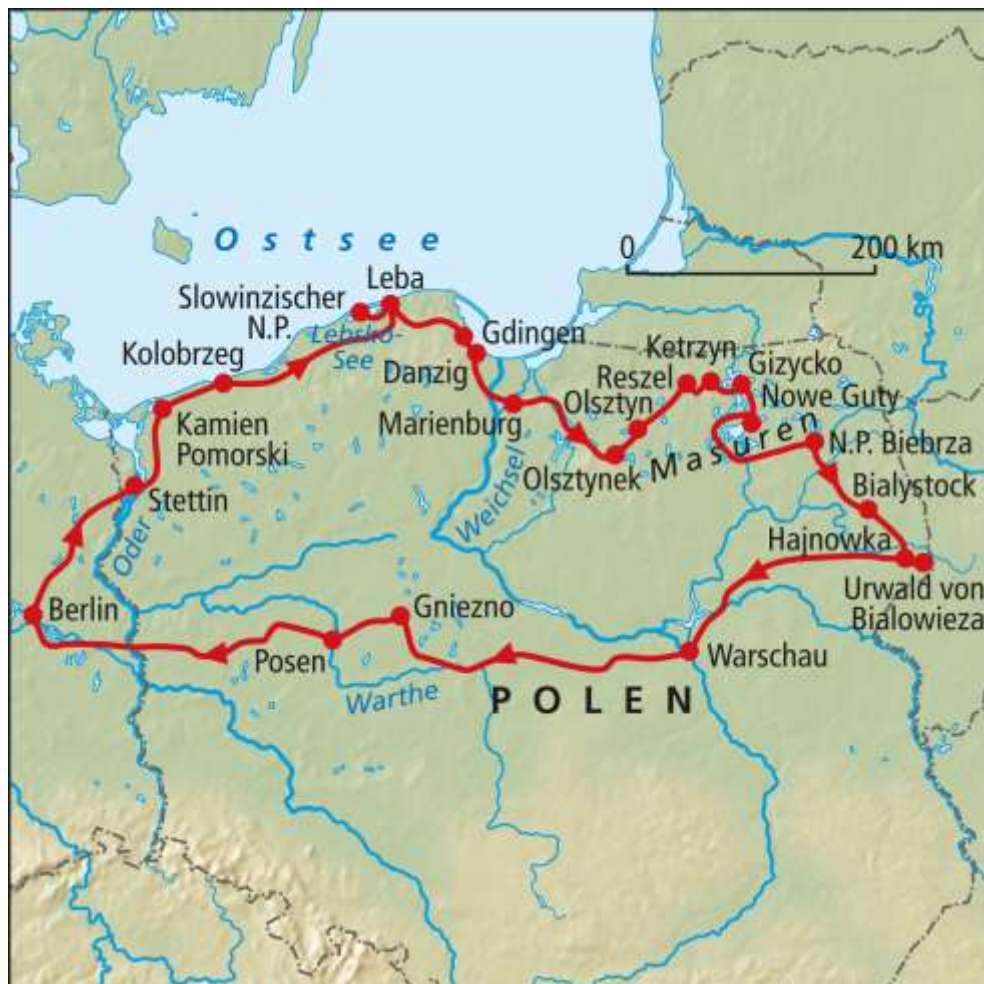 Ostsee
0 200 km
Leba
Slowinzischer
N.P.
Lebsko-
See
Gdingen
Kolobrzeg
Danzig
Ketrzyn
Gizycko
Reszel
Nowe Guty
Marienburg
Olsztyn
Kamien
Pomorski
Masuren
N.P. Biebrza
Olsztynek
Stettin
Bialystock
Weichsel
Oder
Hajnowka
Urwald von
Bialowieza
Berlin
Gniezno
Posen
Warschau
Warthe
POLEN